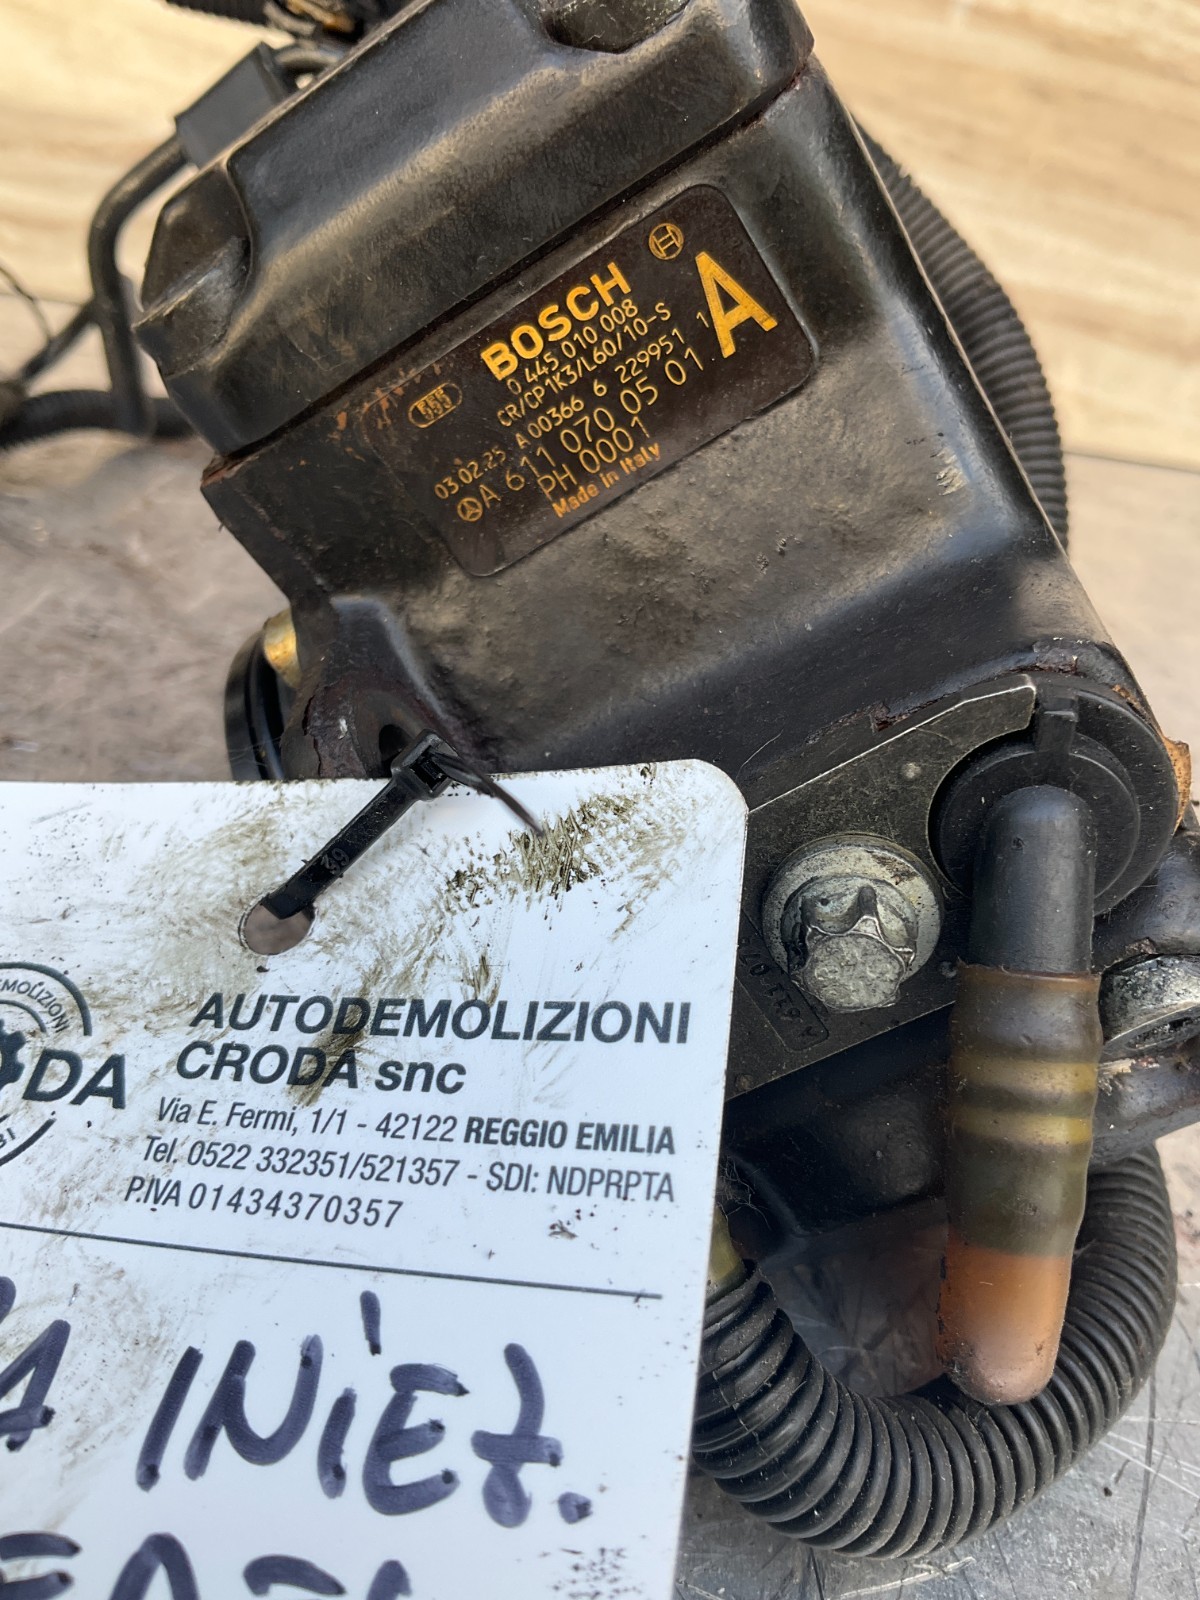 BOSCH
0 445 010 008
CR/CP1K3/L60/10-S
03.02.25 A00366 6 229951 1
A 611 070 05 01
PH 0001
Made in Italy
A
DA
AUTODEMOLIZIONI
CRODA snc
Via E. Fermi, 1/1 - 42122 REGGIO EMILIA
Tel. 0522 332351/521357 - SDI: NDPRPTA
P.IVA 01434370357
INIEZ.